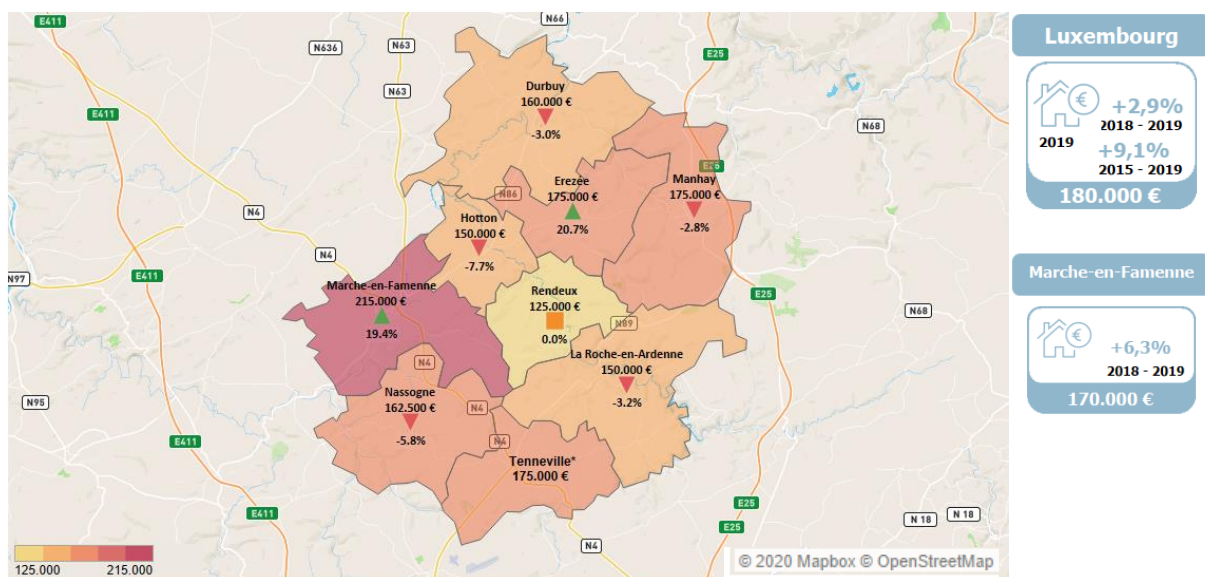 E411
N66
N636
N63
E25
N63
E411
N68
Durbuy
160.000 €
-3.0%
E25
Erezée
175.000 €
20.7%
Manhay
175.000 €
-2.8%
N86
N4
Hotton
150.000 €
-7.7%
N4
N97
E411
Marche-en-Famenne
215.000 €
19.4%
Rendeux
125.000 €
0.0%
E25
N68
N89
La Roche-en-Ardenne
150.000 €
-3.2%
N4
Nassogne
162.500 €
-5.8%
N4
N95
E411
N4
Tenneville*
175.000 €
E411
E25
E25
N 18
N 18
N4
125.000
215.000
© 2020 Mapbox © OpenStreetMap
Luxembourg
€
2019
+2,9%
2018 - 2019
+9,1%
2015 - 2019
180.000 €
Marche-en-Famenne
€
+6,3%
2018 - 2019
170.000 €